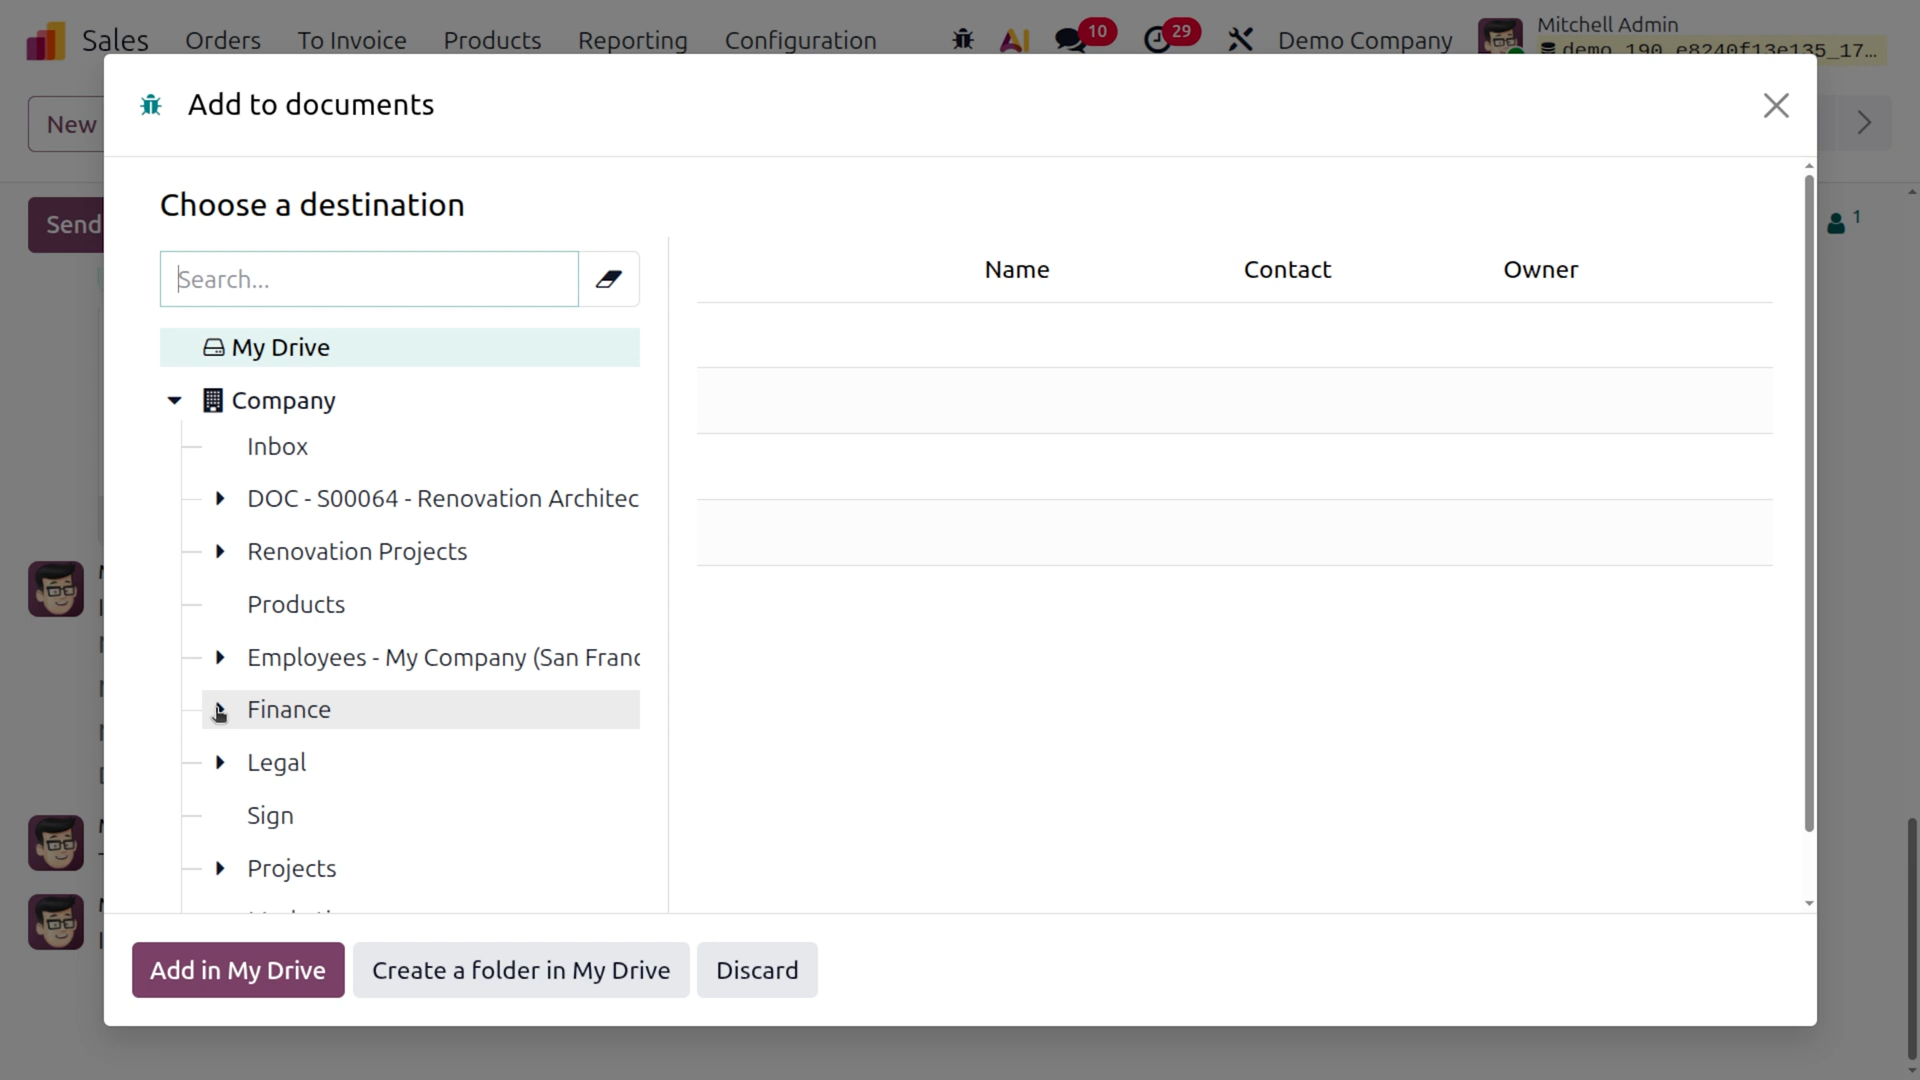 Sales Orders To Invoice Products Reporting Configuration 10 29 Demo Company Mitchell Admin
demo_190_e8240f13e135_17...
New
Add to documents
Send
1
Choose a destination
Search...
Name Contact Owner
My Drive
Company
Inbox
DOC - S00064 - Renovation Architec
Renovation Projects
Products
Employees - My Company (San Franc
Finance
Legal
Sign
Projects
Add in My Drive Create a folder in My Drive Discard